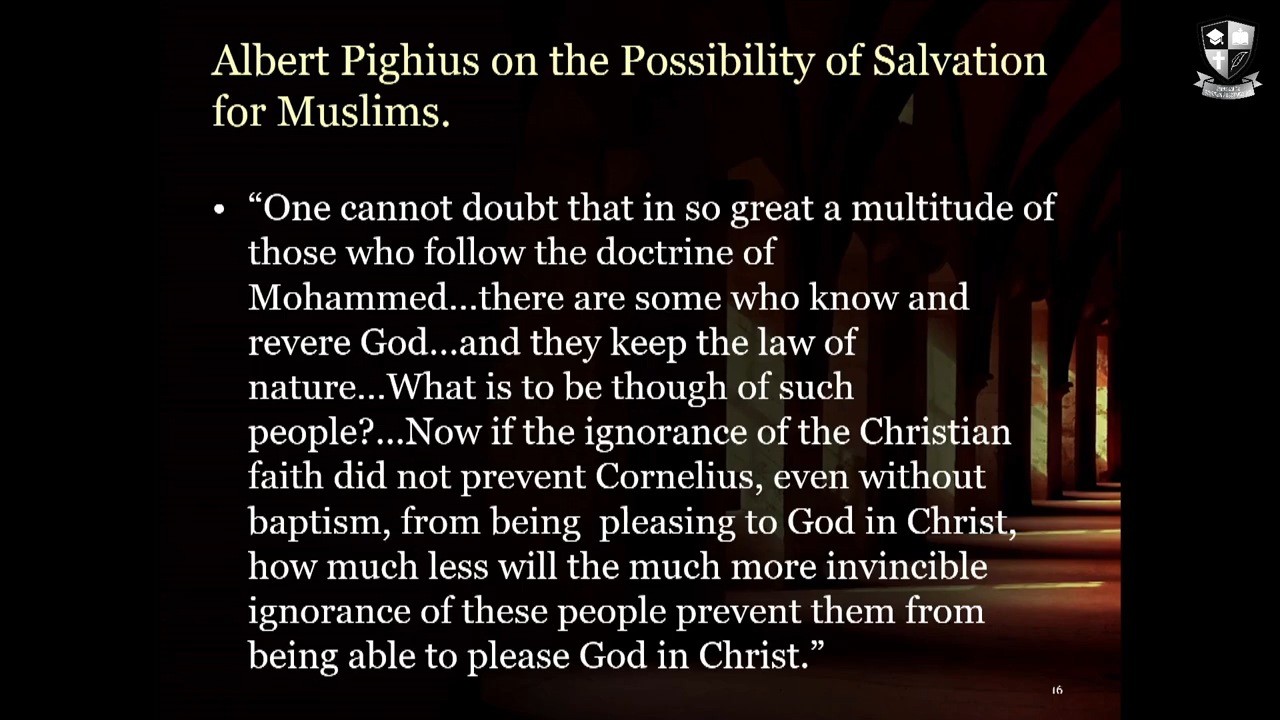 Albert Pighius on the Possibility of Salvation
for Muslims.
• “One cannot doubt that in so great a multitude of
those who follow the doctrine of
Mohammed...there are some who know and
revere God...and they keep the law of
nature...What is to be though of such
people?...Now if the ignorance of the Christian
faith did not prevent Cornelius, even without
baptism, from being  pleasing to God in Christ,
how much less will the much more invincible
ignorance of these people prevent them from
being able to please God in Christ.”
16